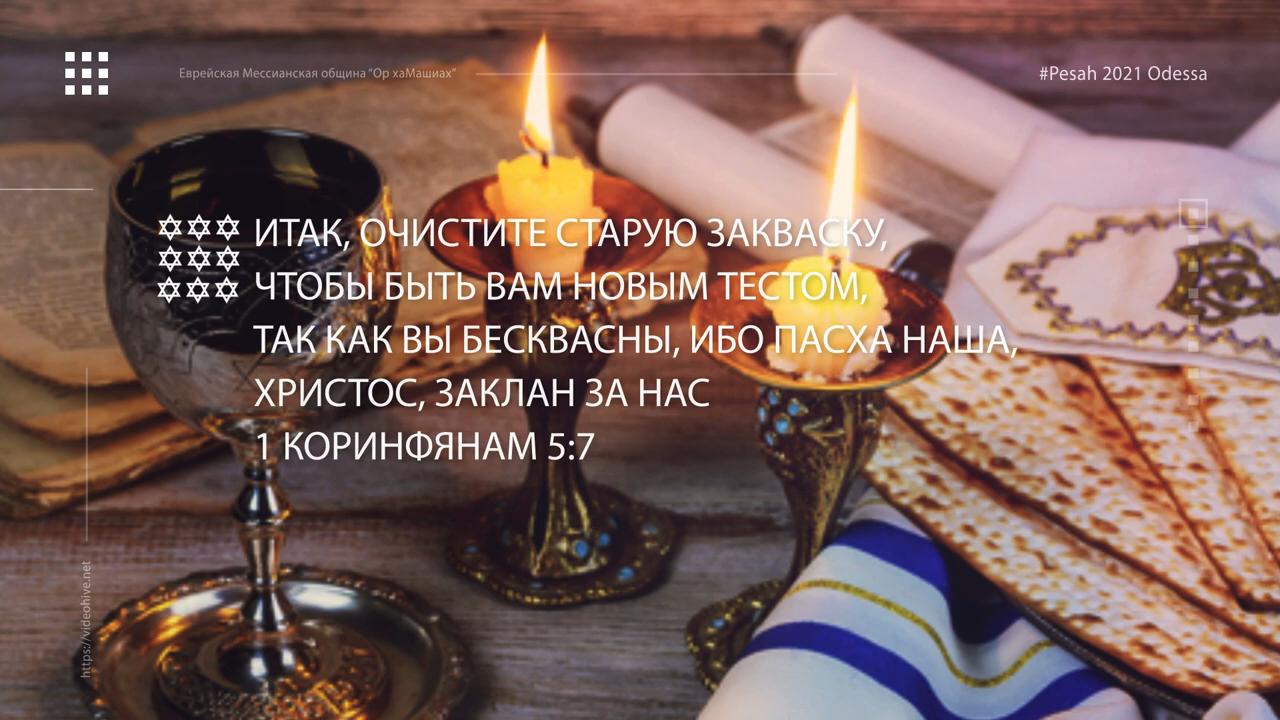 Еврейская Мессианская община "Ор хаМашиах"
#Pesah 2021 Odessa
ИТАК, ОЧИСТИТЕ СТАРУЮ ЗАКВАСКУ,
ЧТОБЫ БЫТЬ ВАМ НОВЫМ ТЕСТОМ,
ТАК КАК ВЫ БЕСКВАСНЫ, ИБО ПАСХА НАША,
ХРИСТОС, ЗАКЛАН ЗА НАС
1 КОРИНФЯНАМ 5:7
https://videohive.net